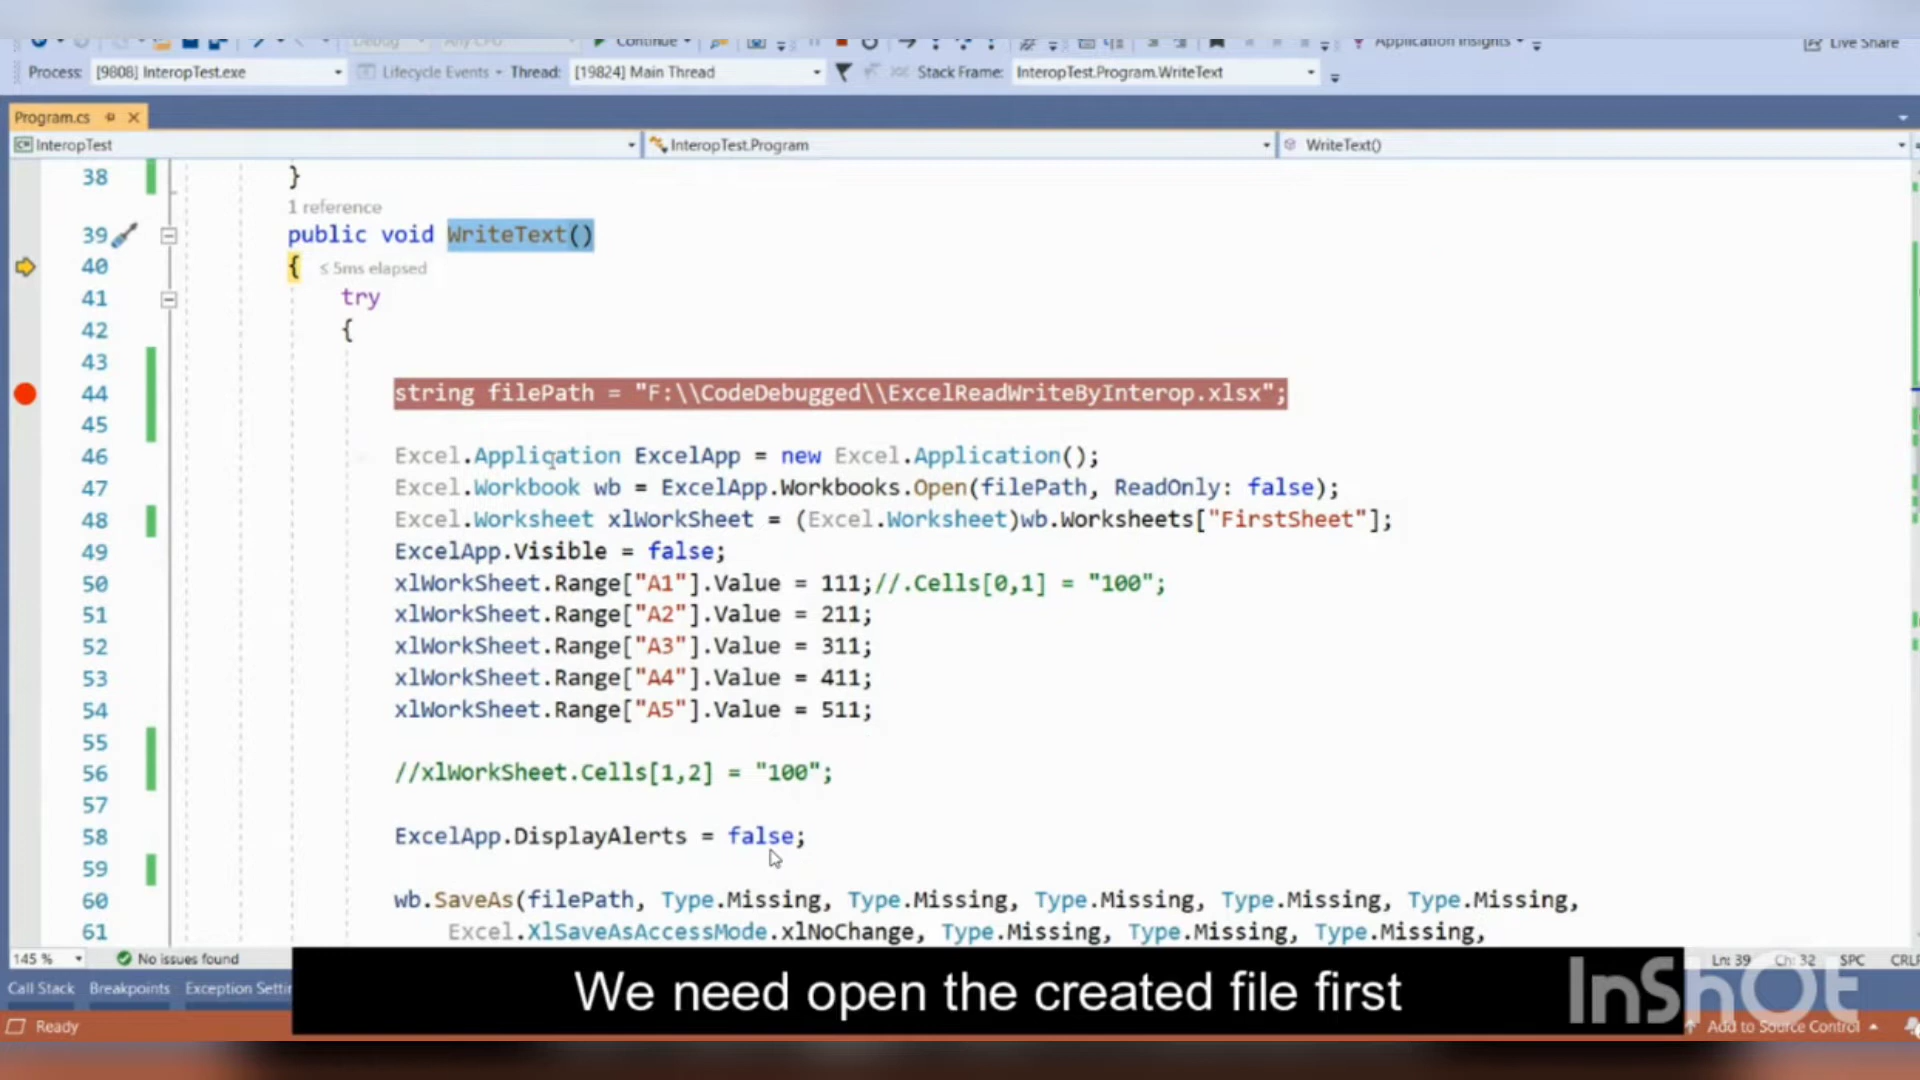 Debug Any CPU Continue Application Insights Live Share
Process: [9808] InteropTest.exe Lifecycle Events Thread: [19824] Main Thread Stack Frame: InteropTest.Program.WriteText
Program.cs
InteropTest InteropTest.Program WriteText()
38 }
1 reference
39 public void WriteText()
40 { ≤ 5ms elapsed
41 try
42 {
43
44 string filePath = "F:\\CodeDebugged\\ExcelReadWriteByInterop.xlsx";
45
46 Excel.Application ExcelApp = new Excel.Application();
47 Excel.Workbook wb = ExcelApp.Workbooks.Open(filePath, ReadOnly: false);
48 Excel.Worksheet xlWorkSheet = (Excel.Worksheet)wb.Worksheets["FirstSheet"];
49 ExcelApp.Visible = false;
50 xlWorkSheet.Range["A1"].Value = 111;//.Cells[0,1] = "100";
51 xlWorkSheet.Range["A2"].Value = 211;
52 xlWorkSheet.Range["A3"].Value = 311;
53 xlWorkSheet.Range["A4"].Value = 411;
54 xlWorkSheet.Range["A5"].Value = 511;
55
56 //xlWorkSheet.Cells[1,2] = "100";
57
58 ExcelApp.DisplayAlerts = false;
59
60 wb.SaveAs(filePath, Type.Missing, Type.Missing, Type.Missing, Type.Missing, Type.Missing,
61 Excel.XlSaveAsAccessMode.xlNoChange, Type.Missing, Type.Missing, Type.Missing,
145 % No issues found Ln: 39 Ch: 32 SPC CRLF
Call Stack Breakpoints Exception
We need open the created file first
InShOt
Ready Add to Source Control